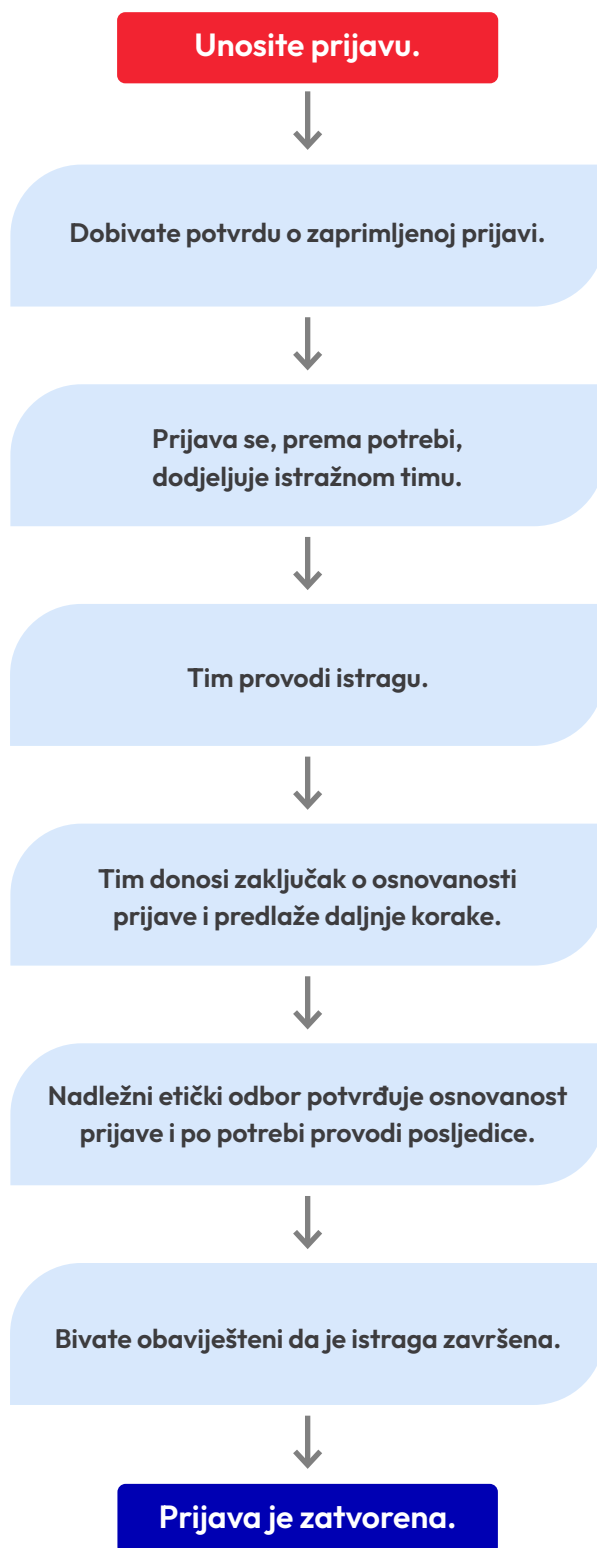 Unosite prijavu.
Dobivate potvrdu o zaprimljenoj prijavi.
Prijava se, prema potrebi,
dodjeljuje istražnom timu.
Tim provodi istragu.
Tim donosi zaključak o osnovanosti
prijave i predlaže daljnje korake.
Nadležni etički odbor potvrđuje osnovanost
prijave i po potrebi provodi posljedice.
Bivate obaviješteni da je istraga završena.
Prijava je zatvorena.